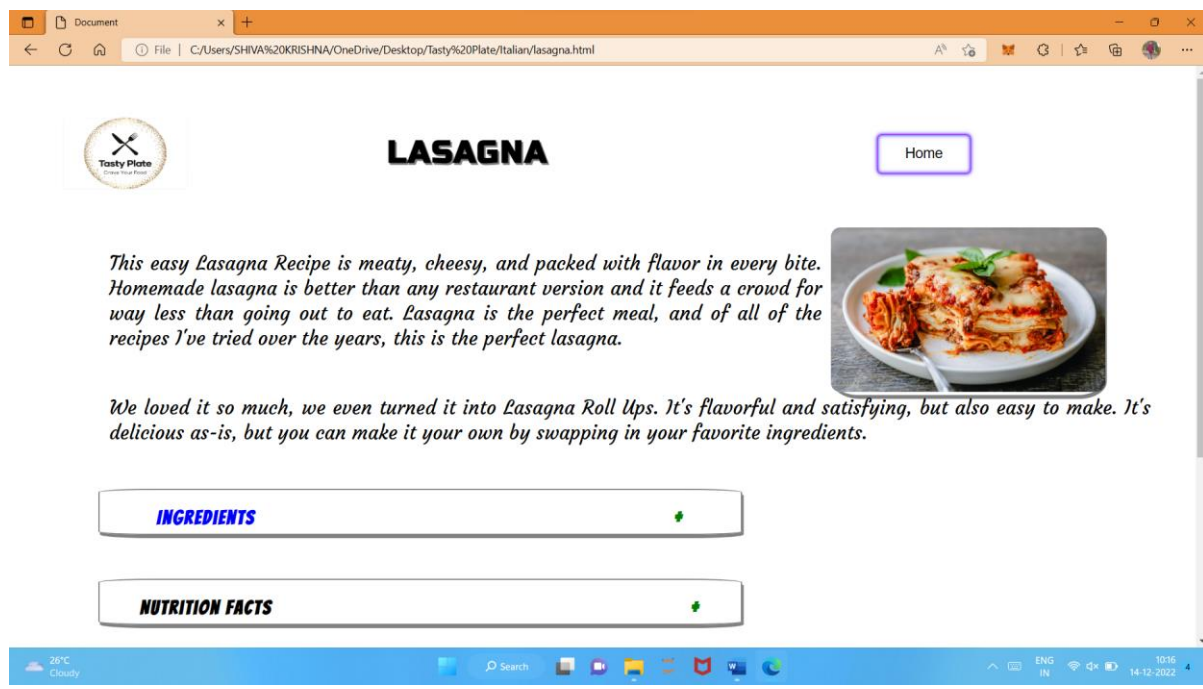 Document
File
C:/Users/SHIVA%20KRISHNA/OneDrive/Desktop/Tasty%20Plate/Italian/lasagna.html
Tasty Plate
Crave Your Food
LASAGNA
Home
This easy Lasagna Recipe is meaty, cheesy, and packed with flavor in every bite.
Homemade lasagna is better than any restaurant version and it feeds a crowd for
way less than going out to eat. Lasagna is the perfect meal, and of all of the
recipes I've tried over the years, this is the perfect lasagna.
We loved it so much, we even turned it into Lasagna Roll Ups. It's flavorful and satisfying, but also easy to make. It's
delicious as-is, but you can make it your own by swapping in your favorite ingredients.
INGREDIENTS +
NUTRITION FACTS +
26°C
Cloudy
Search
ENG
IN
10:16
14-12-2022
4